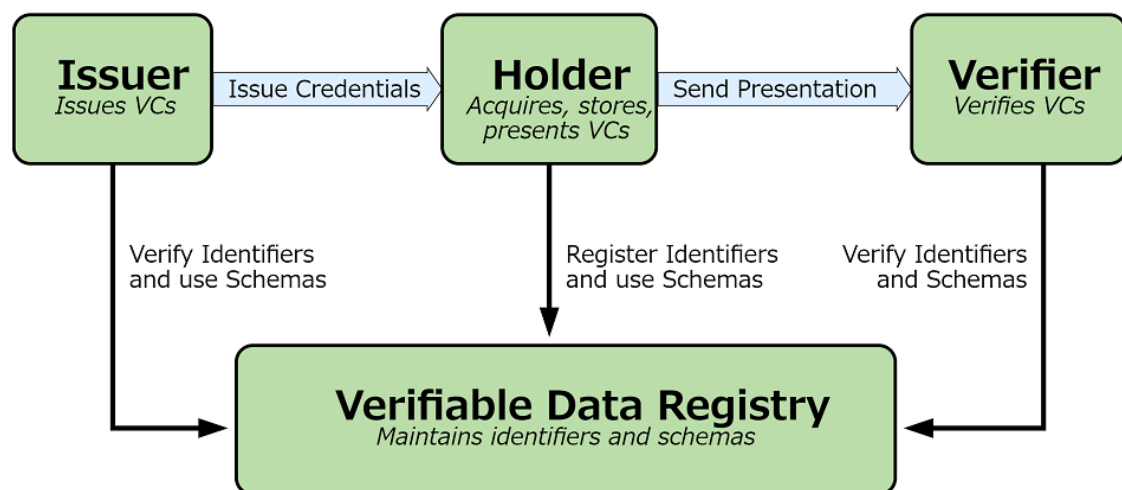 Issuer
Issues VCs
Issue Credentials
Holder
Acquires, stores,
presents VCs
Send Presentation
Verifier
Verifies VCs
Verify Identifiers
and use Schemas
Register Identifiers
and use Schemas
Verify Identifiers
and Schemas
Verifiable Data Registry
Maintains identifiers and schemas